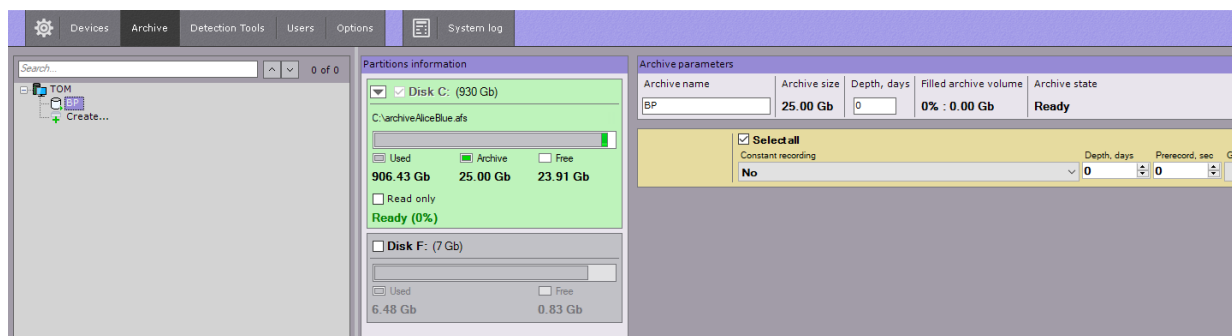 Devices Archive Detection Tools Users Options System log
Search... 0 of 0
TOM
BP
Create...
Partitions information
Disk C: (930 Gb)
C:\archiveAliceBlue.afs
Used Archive Free
906.43 Gb 25.00 Gb 23.91 Gb
Read only
Ready (0%)
Disk F: (7 Gb)
Used Free
6.48 Gb 0.83 Gb
Archive parameters
Archive name Archive size Depth, days Filled archive volume Archive state
BP 25.00 Gb 0 0% : 0.00 Gb Ready
Select all
Constant recording Depth, days Prerecord, sec
No 0 0